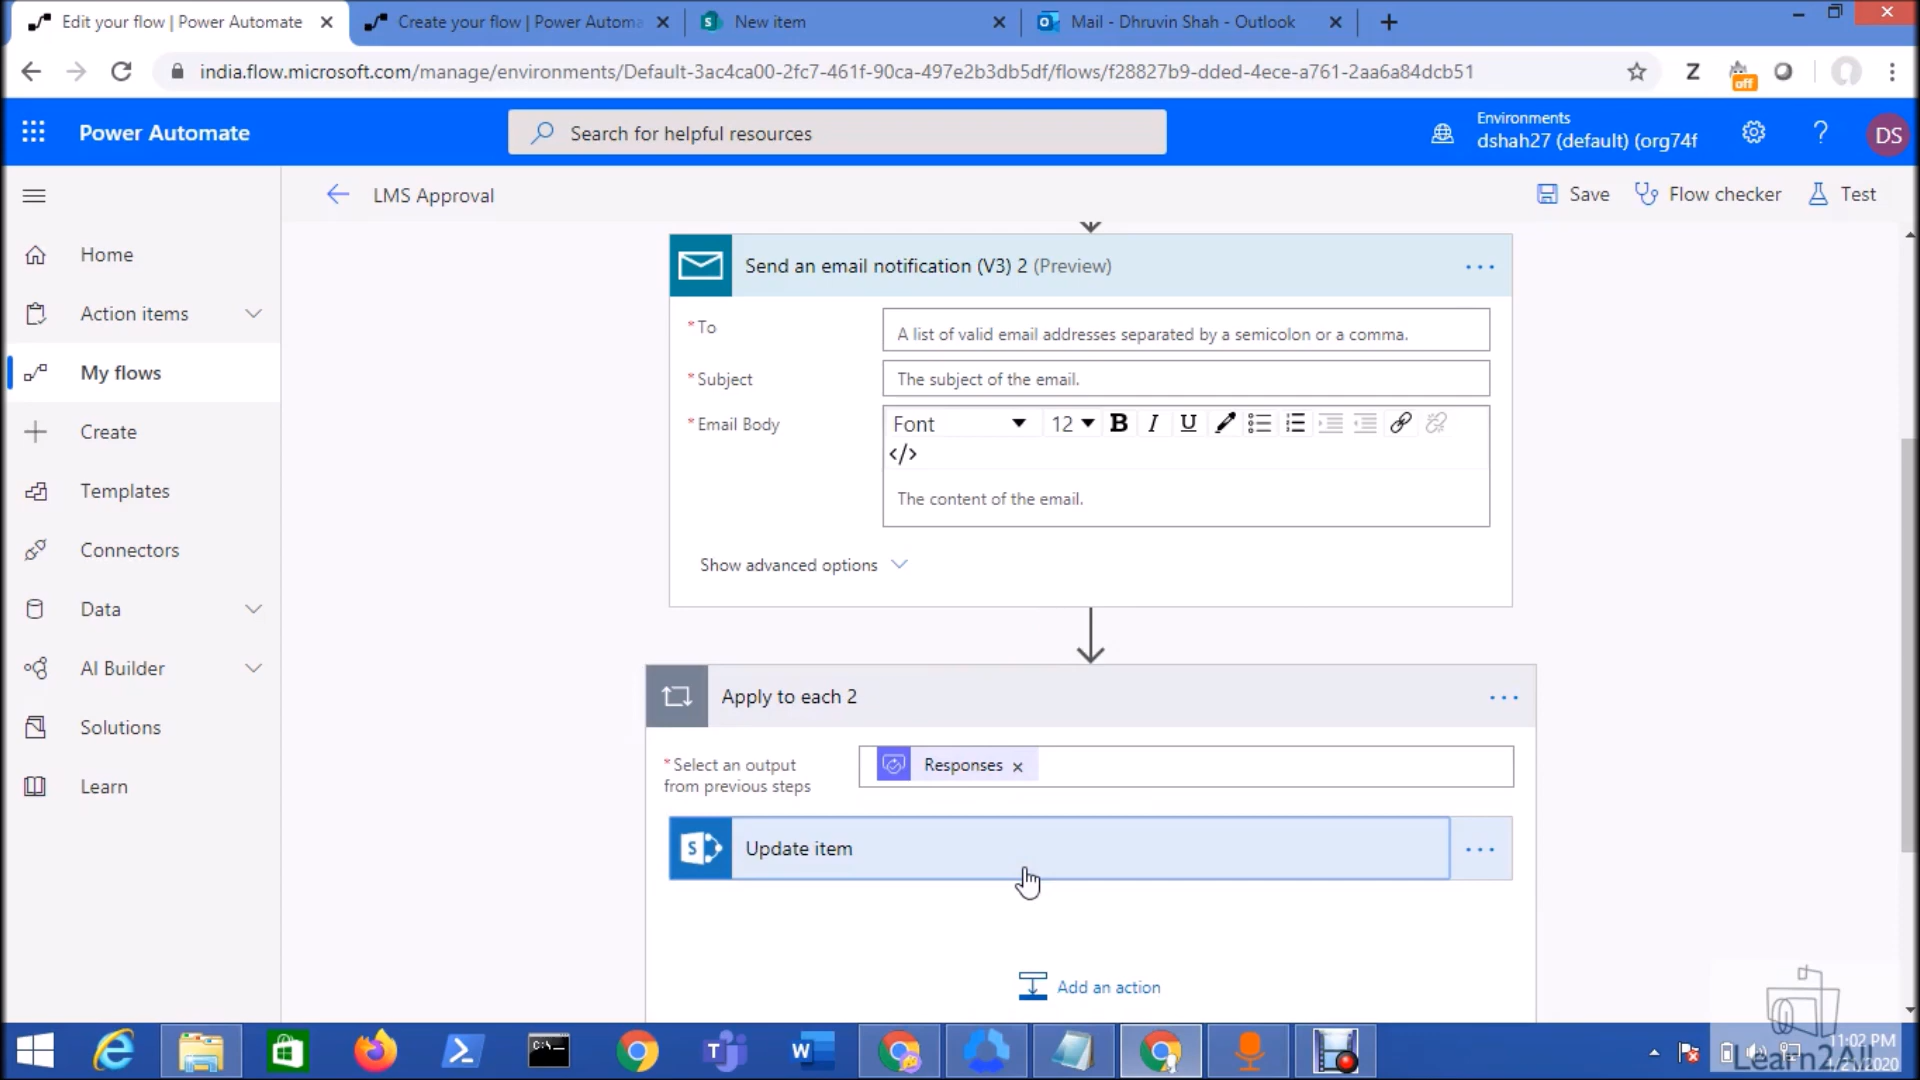 Edit your flow | Power Automate
Create your flow | Power Automa
New item
Mail - Dhruvin Shah - Outlook
india.flow.microsoft.com/manage/environments/Default-3ac4ca00-2fc7-461f-90ca-497e2b3db5df/flows/f28827b9-dded-4ece-a761-2aa6a84dcb51
Z
off
Power Automate
Search for helpful resources
Environments
dshah27 (default) (org74f
?
DS
LMS Approval
Save
Flow checker
Test
Home
Action items
My flows
Create
Templates
Connectors
Data
AI Builder
Solutions
Learn
Send an email notification (V3) 2 (Preview)
* To
A list of valid email addresses separated by a semicolon or a comma.
* Subject
The subject of the email.
* Email Body
Font 12 B I U
</>
The content of the email.
Show advanced options
Apply to each 2
* Select an output
from previous steps
Responses
S
Update item
Add an action
11:02 PM
Learn2All